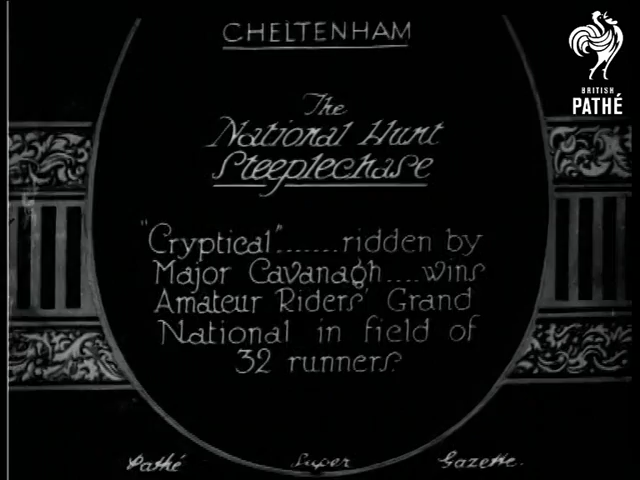 CHELTENHAM
BRITISH
PATHÉ
The
National Hunt
Steeplechase
"Cryptical".......ridden by
Major Cavanagh....wins
Amateur Riders' Grand
National in field of
32 runners.
Pathé Super Gazette.